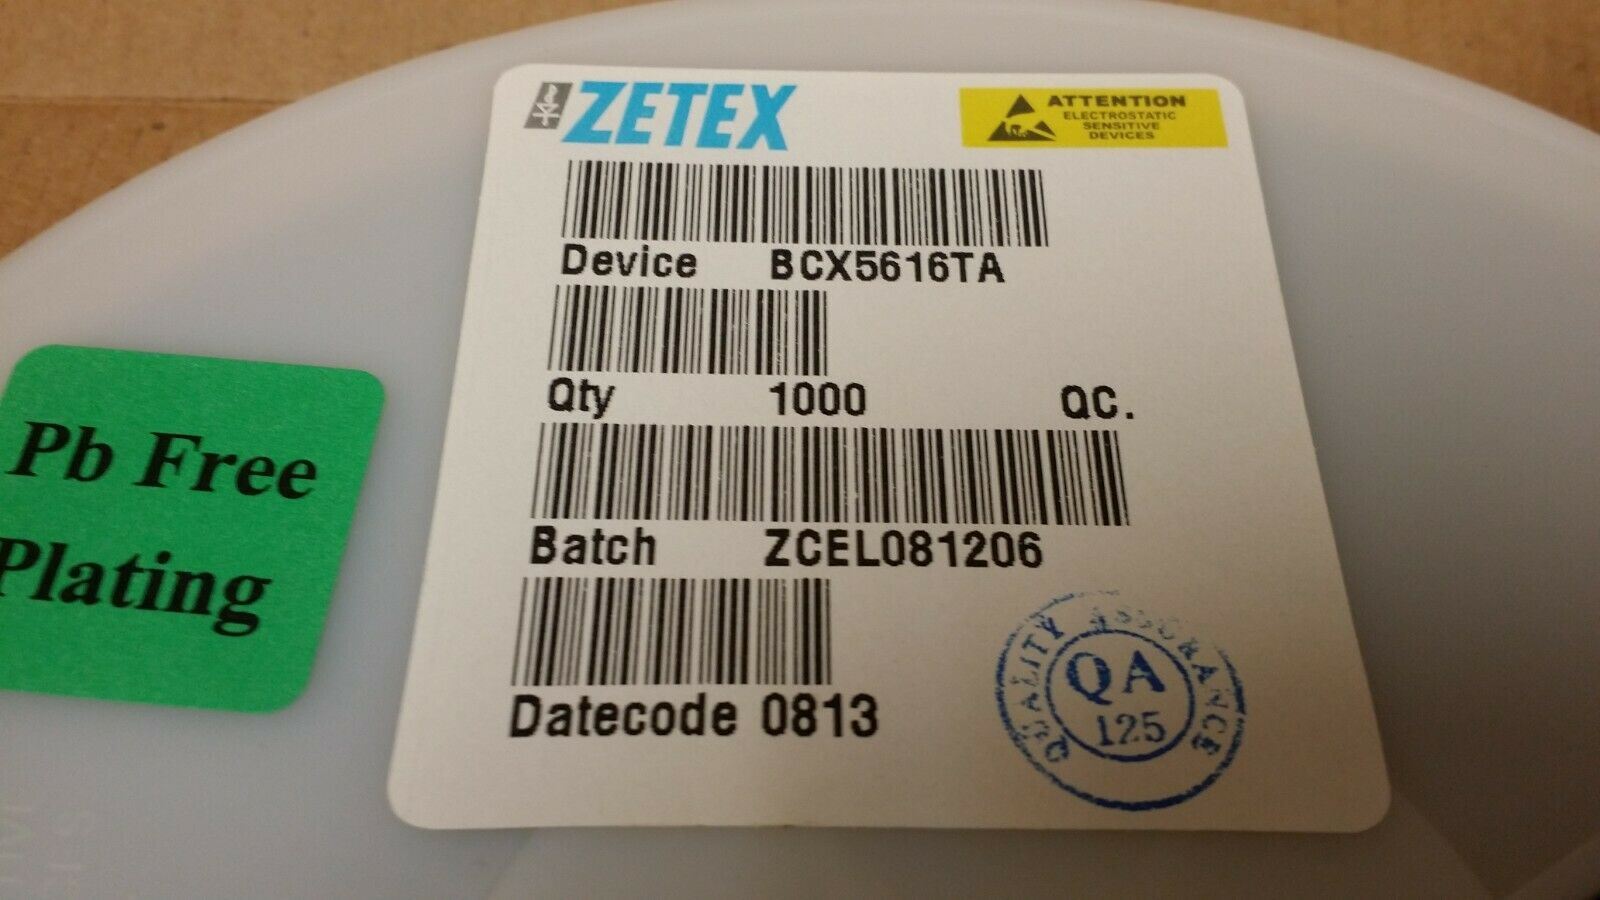 ZETEX
ATTENTION
ELECTROSTATIC
SENSITIVE
DEVICES
Device BCX5616TA
Qty 1000 QC.
Batch ZCEL081206
Datecode 0813
QUALITY ASSURANCE
QA
125
Pb Free
Plating